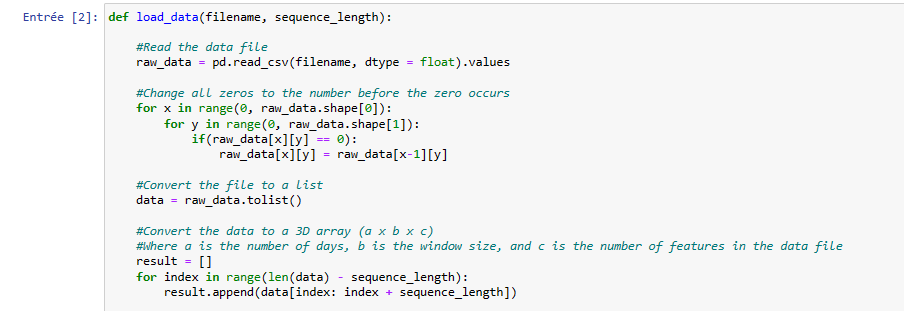 Entrée [2]: def load_data(filename, sequence_length):
#Read the data file
raw_data = pd.read_csv(filename, dtype = float).values
#Change all zeros to the number before the zero occurs
for x in range(0, raw_data.shape[0]):
for y in range(0, raw_data.shape[1]):
if(raw_data[x][y] == 0):
raw_data[x][y] = raw_data[x-1][y]
#Convert the file to a list
data = raw_data.tolist()
#Convert the data to a 3D array (a x b x c)
#Where a is the number of days, b is the window size, and c is the number of features in the data file
result = []
for index in range(len(data) - sequence_length):
result.append(data[index: index + sequence_length])